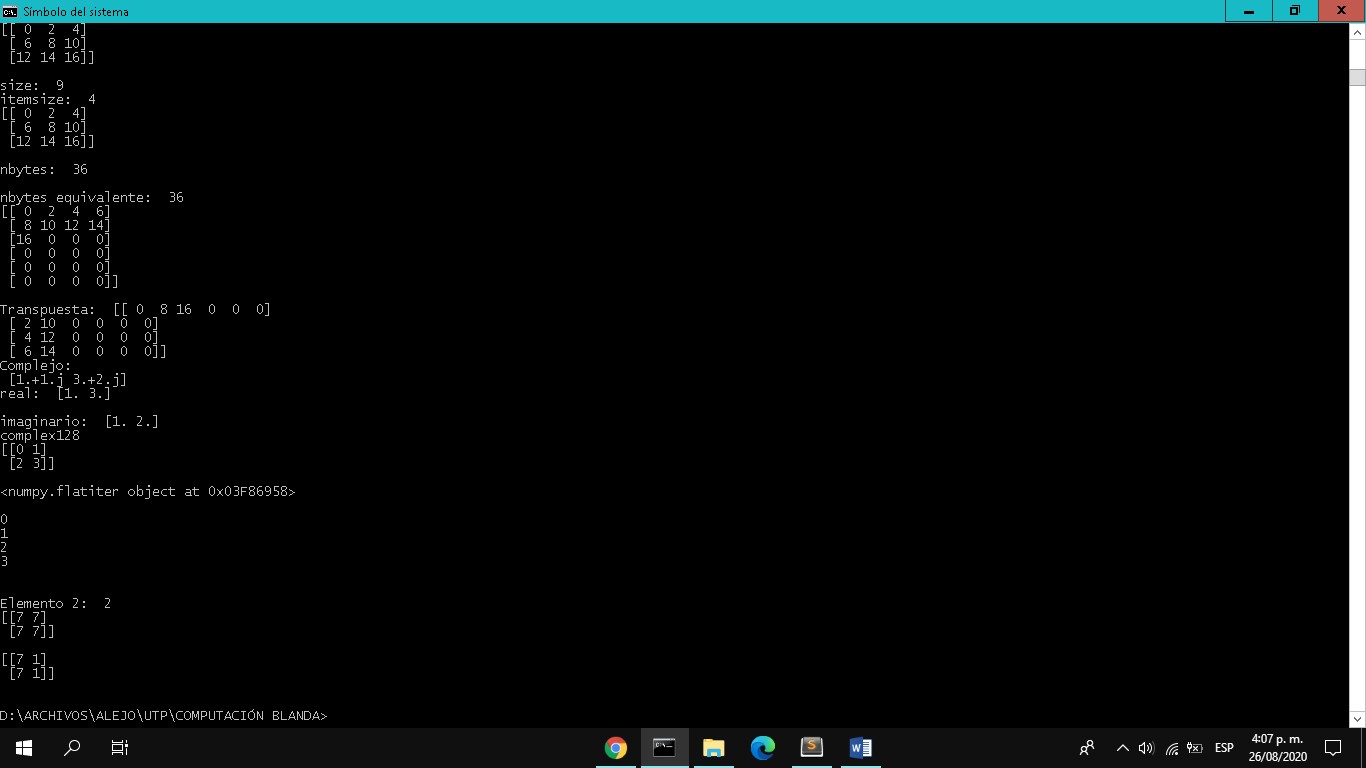 Símbolo del sistema
[[ 0  2  4]
 [ 6  8 10]
 [12 14 16]]
size:  9
itemsize:  4
[[ 0  2  4]
 [ 6  8 10]
 [12 14 16]]
nbytes:  36
nbytes equivalente:  36
[[ 0  2  4  6]
 [ 8 10 12 14]
 [16  0  0  0]
 [ 0  0  0  0]
 [ 0  0  0  0]
 [ 0  0  0  0]]
Transpuesta:  [[ 0  8 16  0  0  0]
 [ 2 10  0  0  0  0]
 [ 4 12  0  0  0  0]
 [ 6 14  0  0  0  0]]
Complejo:
 [1.+1.j 3.+2.j]
real:  [1. 3.]
imaginario:  [1. 2.]
complex128
[[0 1]
 [2 3]]
<numpy.flatiter object at 0x03F86958>
0
1
2
3
Elemento 2:  2
[[7 7]
 [7 7]]
[[7 1]
 [7 1]]
D:\ARCHIVOS\ALEJO\UTP\COMPUTACIÓN BLANDA>
ESP
4:07 p. m.
26/08/2020